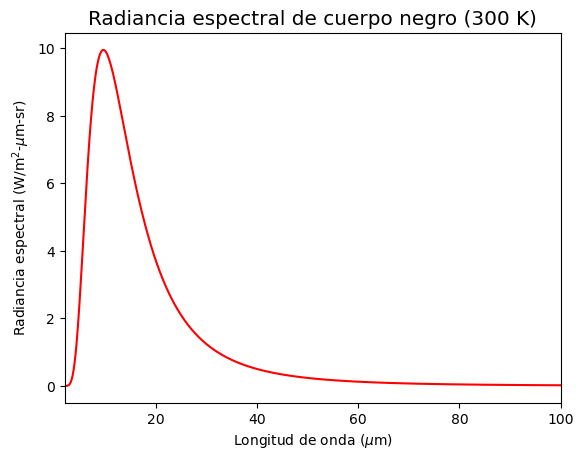 Radiancia espectral de cuerpo negro (300 K)
10
8
6
4
2
0
Radiancia espectral (W/m²-μm-sr)
20 40 60 80 100
Longitud de onda (μm)